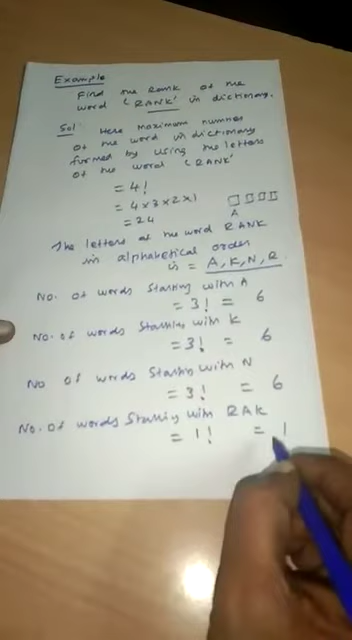 Example
Find the Rank of the
word 'RANK' in dictionary.
Sol: Here maximum number
of the word in dictionary
formed by using the letters
of the word 'RANK'
= 4!
= 4×3×2×1
= 24
A
The letters of the word RANK
in alphabetical order
is = A, K, N, R
No. of words starting with A
= 3! = 6
No. of words starting with K
= 3! = 6
No of words starting with N
= 3! = 6
No. of words starting with RAK
= 1! = 1